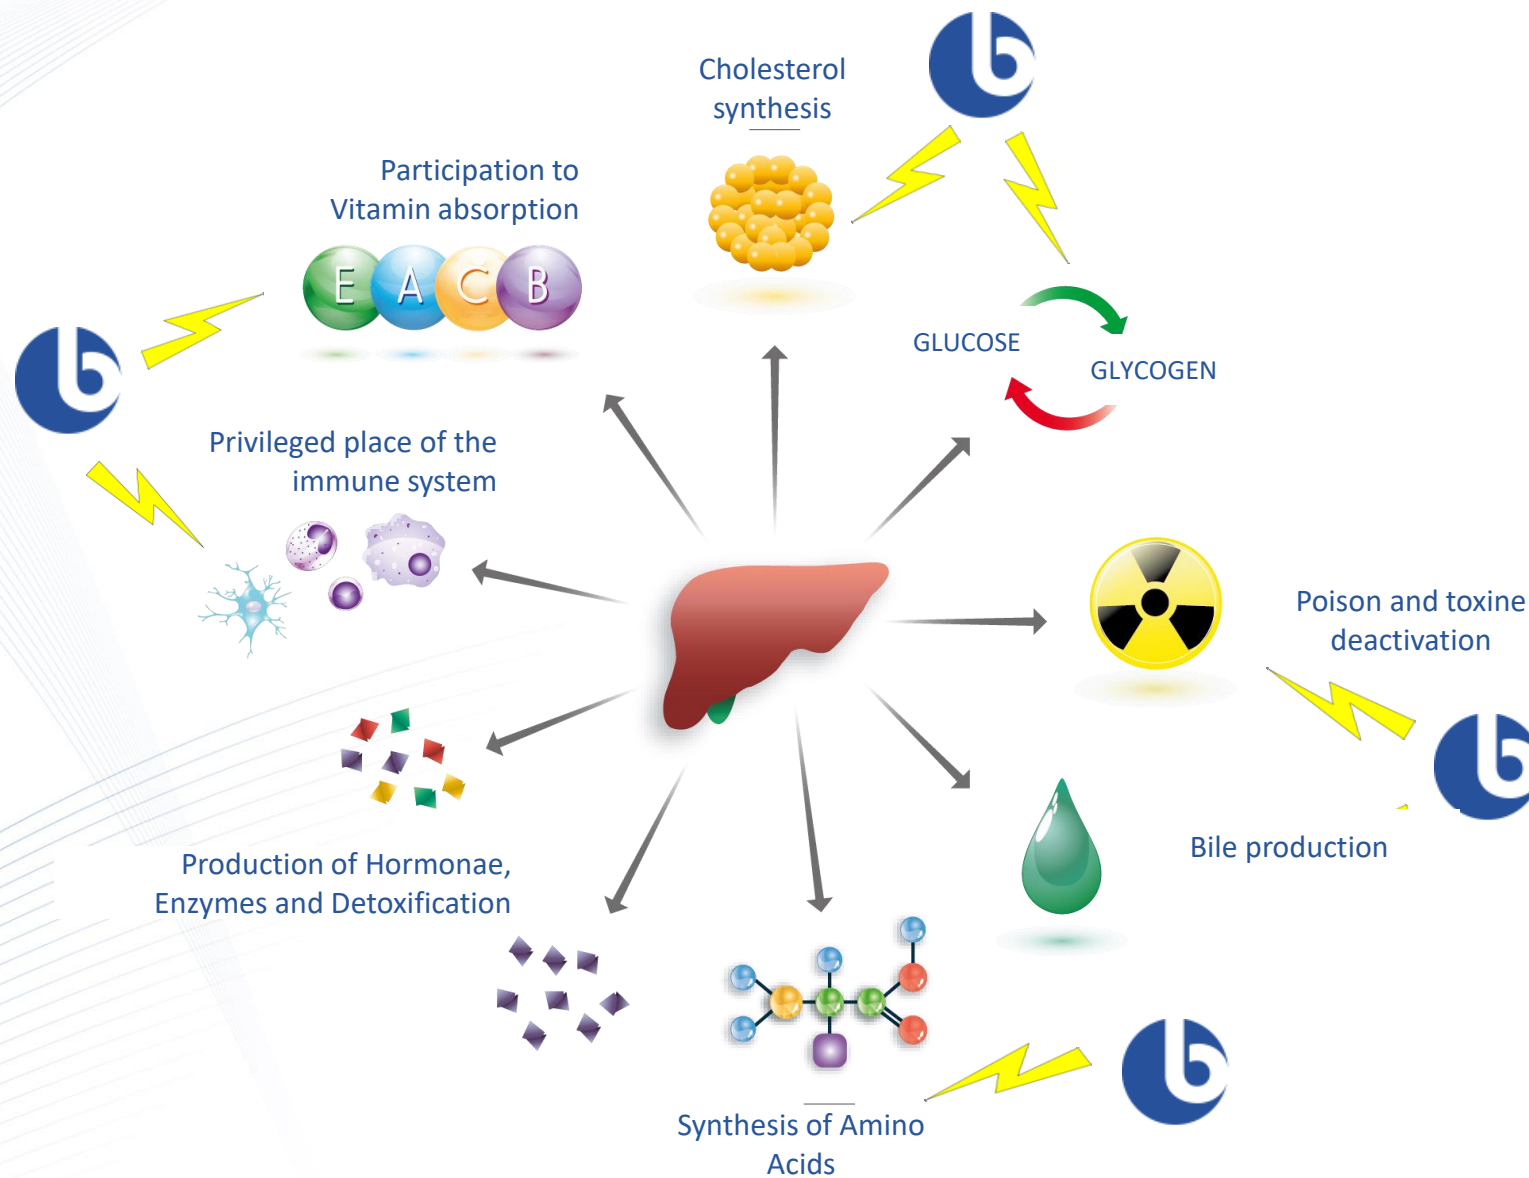 Cholesterol
synthesis
Participation to
Vitamin absorption
E A C B
GLUCOSE
GLYCOGEN
Privileged place of the
immune system
Poison and toxine
deactivation
Bile production
Production of Hormonae,
Enzymes and Detoxification
Synthesis of Amino
Acids
b
b
b
b